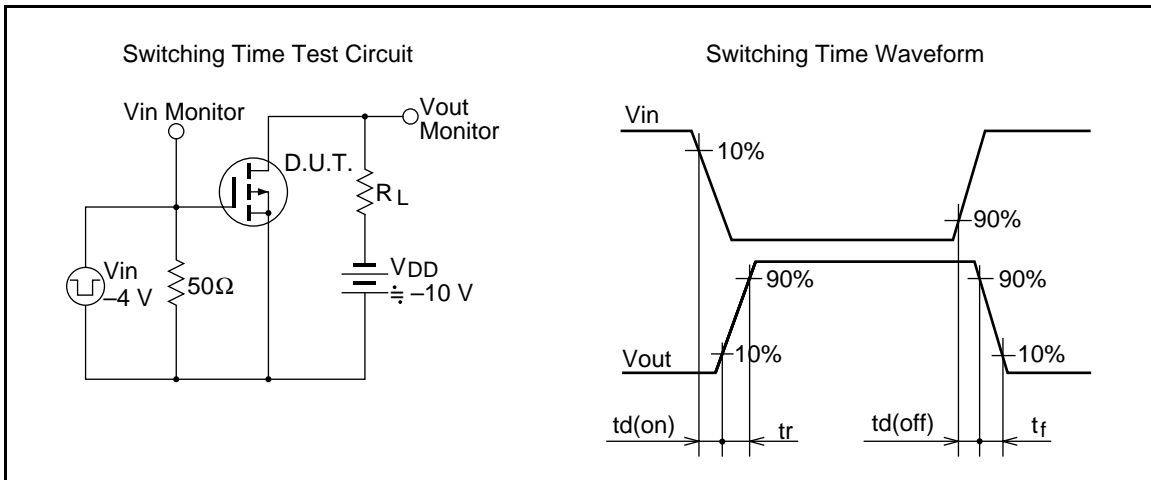 Switching Time Test Circuit
Vin Monitor
Vout
Monitor
D.U.T.
RL
Vin
–4 V
50Ω
VDD
≒ –10 V
Switching Time Waveform
Vin
10%
90%
90%
90%
10%
10%
Vout
td(on)
tr
td(off)
tf